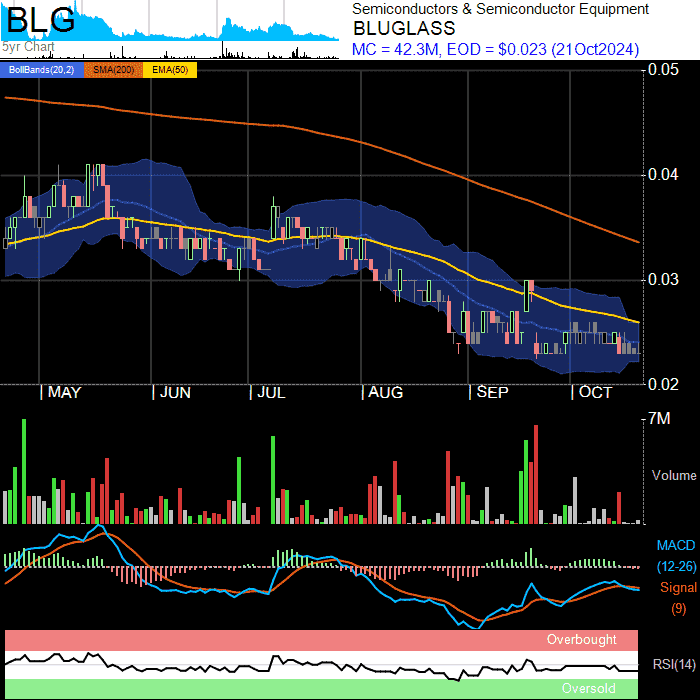 BLG
5yr Chart
Semiconductors & Semiconductor Equipment
BLUGLASS
MC = 42.3M, EOD = $0.023 (21Oct2024)
BollBands(20,2) SMA(200) EMA(50)
0.05
0.04
0.03
0.02
MAY JUN JUL AUG SEP OCT
7M
Volume
MACD
(12-26)
Signal
(9)
Overbought
RSI(14)
Oversold